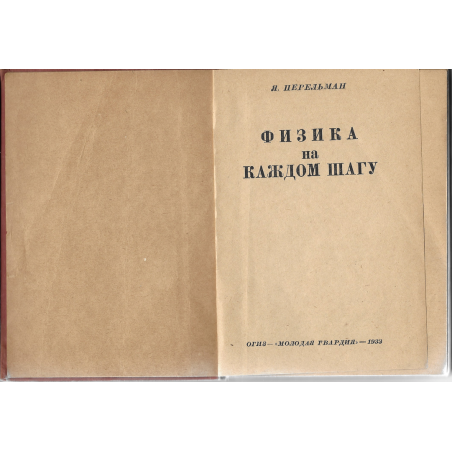 Я. ПЕРЕЛЬМАН
ФИЗИКА
на
КАЖДОМ ШАГУ
ОГИЗ—«МОЛОДАЯ ГВАРДИЯ»—1933